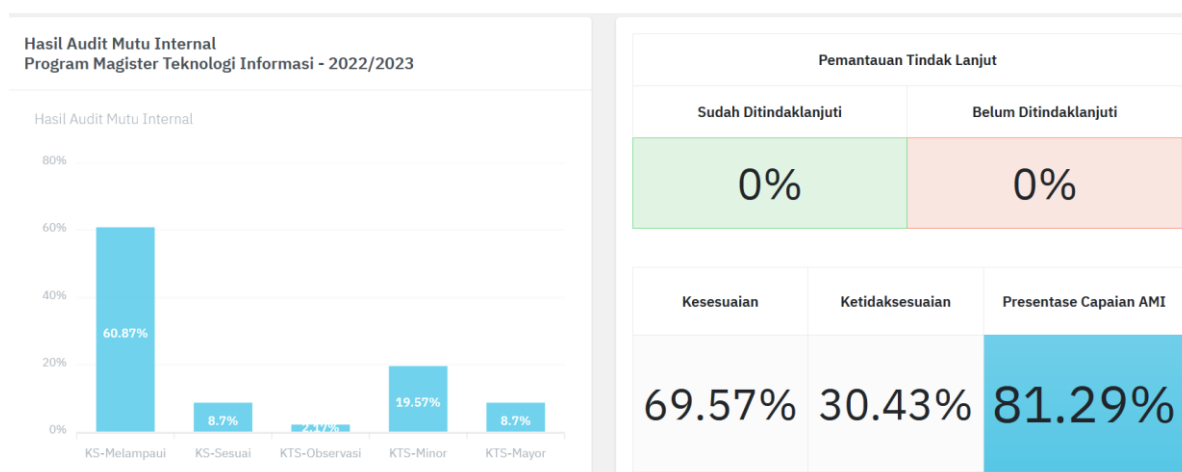 Hasil Audit Mutu Internal
Program Magister Teknologi Informasi - 2022/2023
Hasil Audit Mutu Internal
80%
60%
40%
20%
0%
60.87%
8.7%
2.17%
19.57%
8.7%
KS-Melampaui
KS-Sesuai
KTS-Observasi
KTS-Minor
KTS-Mayor
Pemantauan Tindak Lanjut
Sudah Ditindaklanjuti
Belum Ditindaklanjuti
0%
0%
Kesesuaian
Ketidaksesuaian
Presentase Capaian AMI
69.57%
30.43%
81.29%